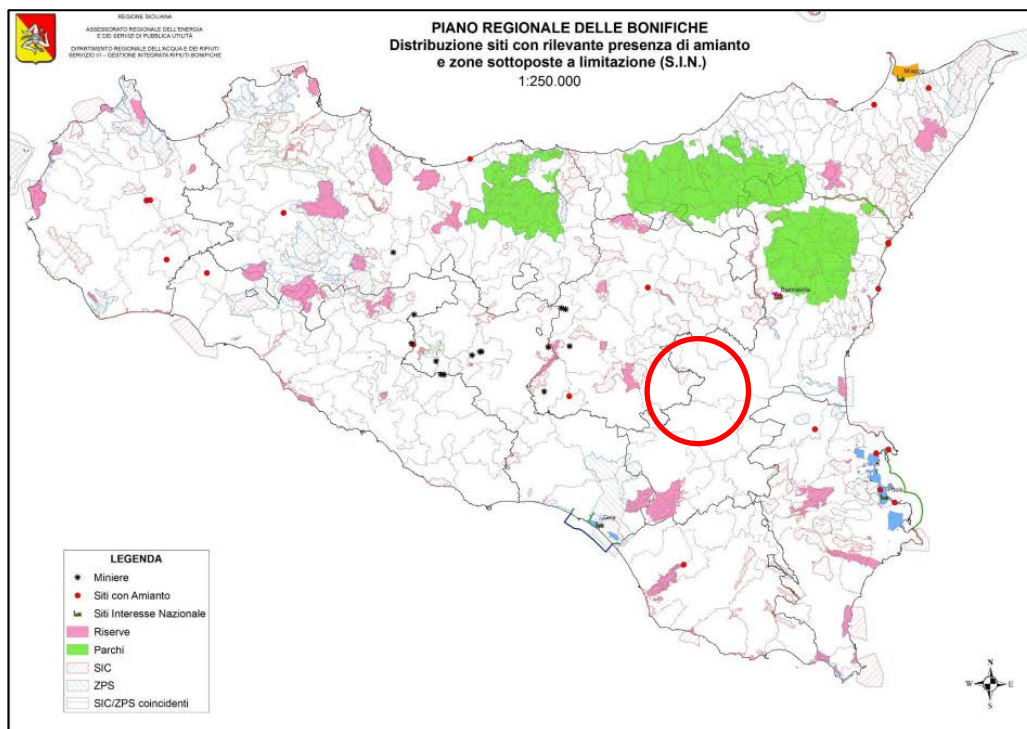 REGIONE SICILIANA
ASSESSORATO REGIONALE DELL'ENERGIA
E DEI SERVIZI DI PUBBLICA UTILITÁ
DIPARTIMENTO REGIONALE DELL'ACQUA E DEI RIFIUTI
SERVIZIO VI – GESTIONE INTEGRATA RIFIUTI-BONIFICHE
PIANO REGIONALE DELLE BONIFICHE
Distribuzione siti con rilevante presenza di amianto
e zone sottoposte a limitazione (S.I.N.)
1:250.000
Milazzo
Biancavilla
Priolo
Gela
LEGENDA
Miniere
Siti con Amianto
Siti Interesse Nazionale
Riserve
Parchi
SIC
ZPS
SIC/ZPS coincidenti
N
W
E
S